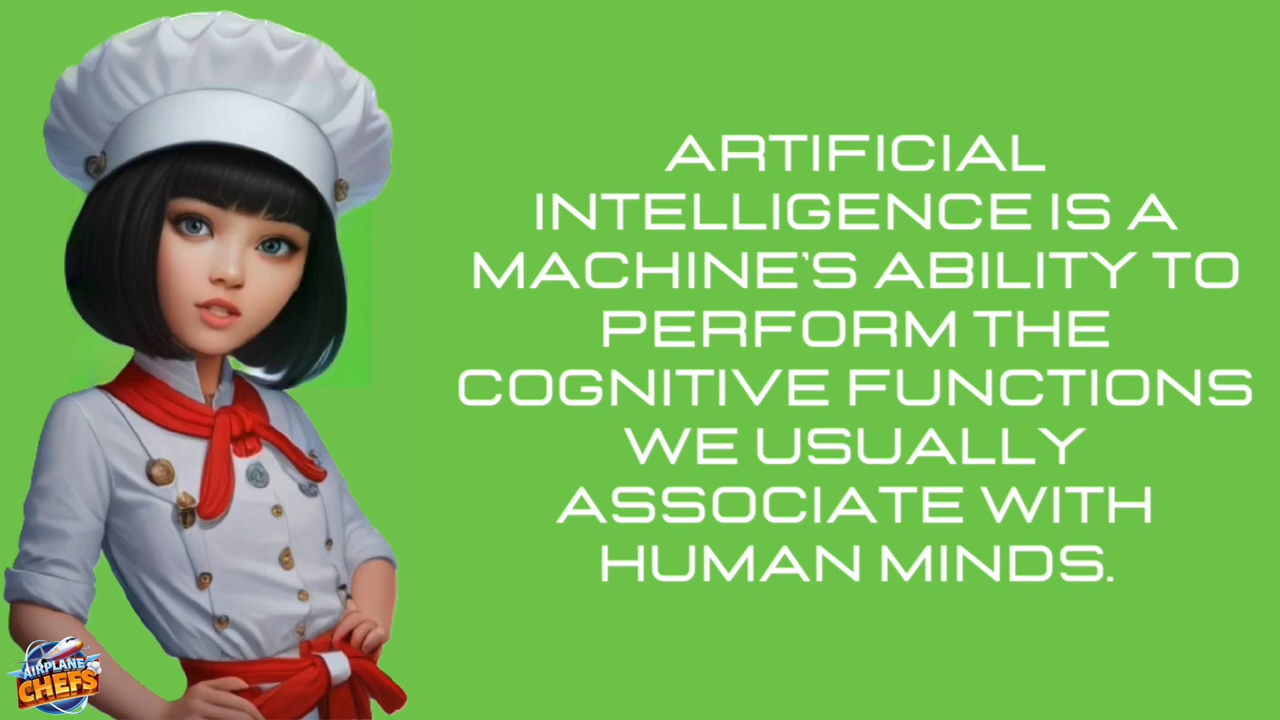 ARTIFICIAL
INTELLIGENCE IS A
MACHINE'S ABILITY TO
PERFORM THE
COGNITIVE FUNCTIONS
WE USUALLY
ASSOCIATE WITH
HUMAN MINDS.
AIRPLANE
CHEFS